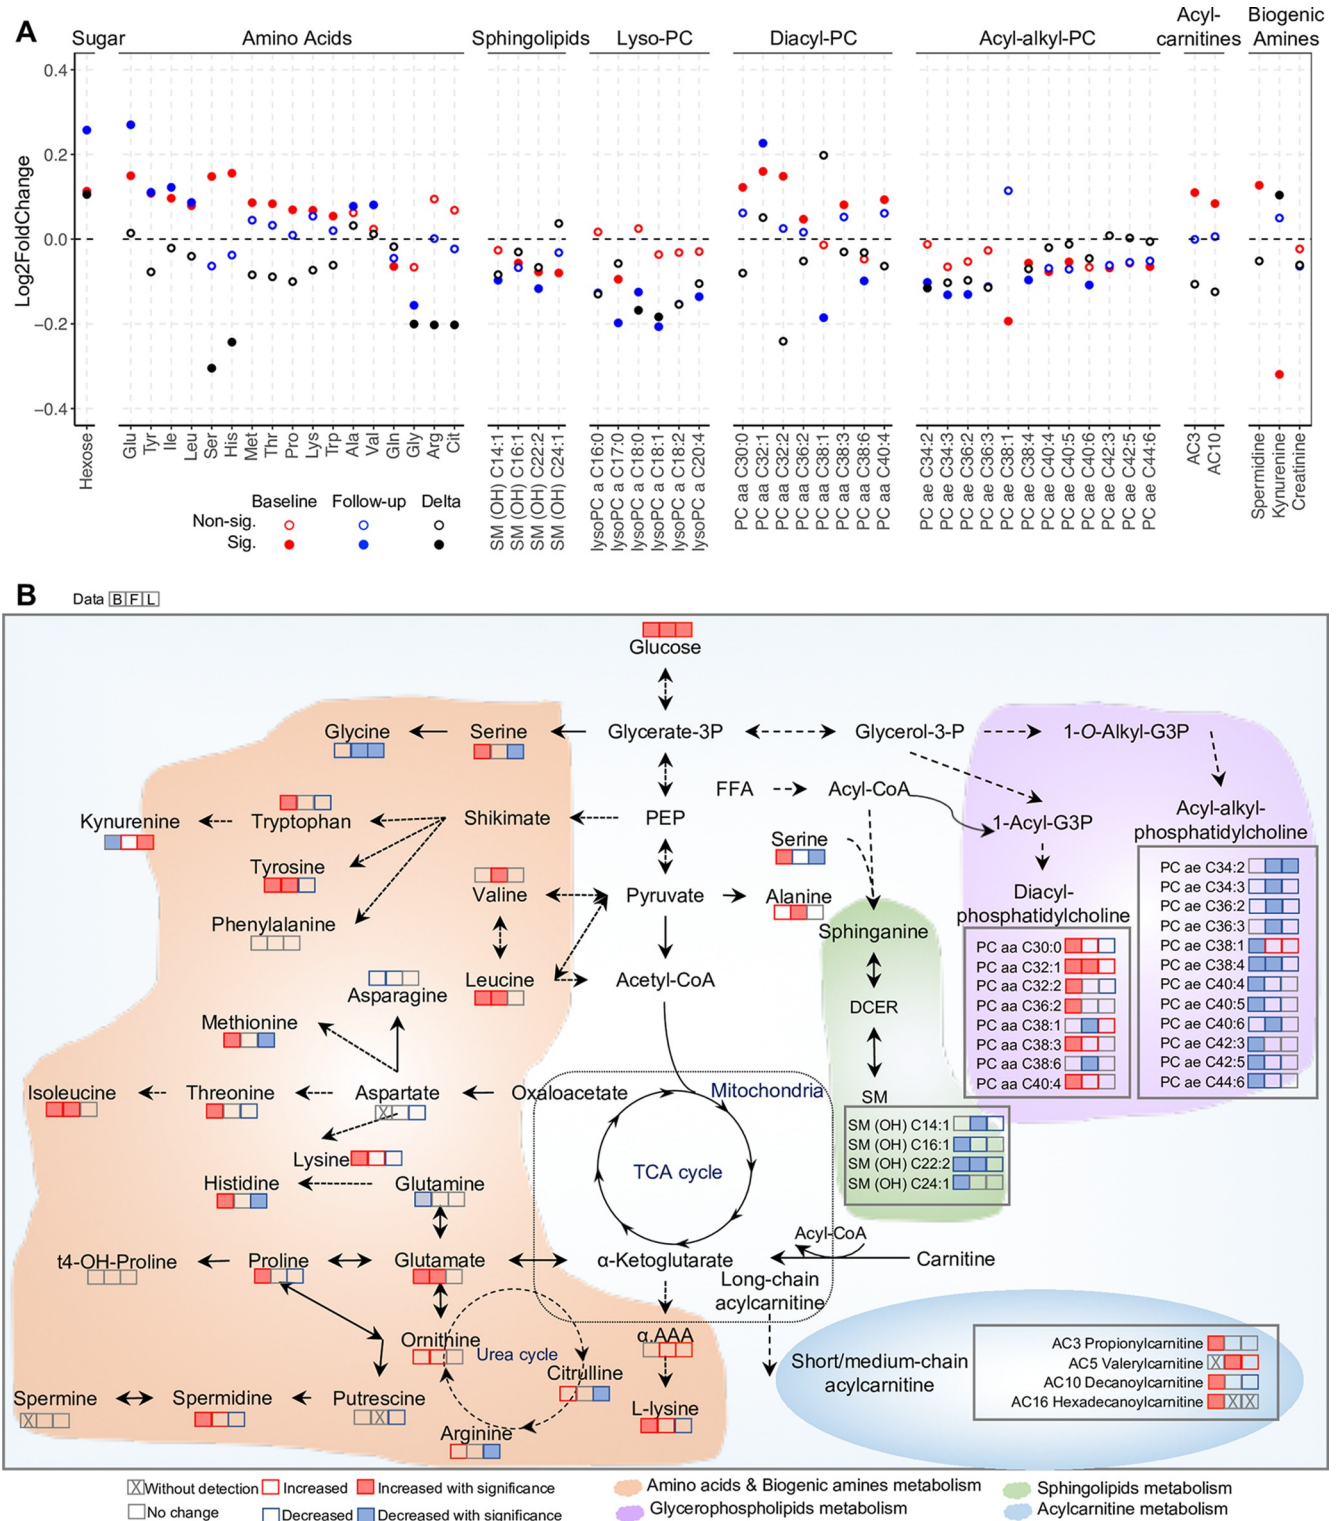 A
Sugar
Amino Acids
Sphingolipids
Lyso-PC
Diacyl-PC
Acyl-alkyl-PC
Acyl-
carnitines
Biogenic
Amines
Log2FoldChange
0.4
0.2
0.0
−0.2
−0.4
Hexose
Glu
Tyr
Ile
Leu
Ser
His
Met
Thr
Pro
Lys
Trp
Ala
Val
Gln
Gly
Arg
Cit
SM (OH) C14:1
SM (OH) C16:1
SM (OH) C22:2
SM (OH) C24:1
lysoPC a C16:0
lysoPC a C17:0
lysoPC a C18:0
lysoPC a C18:1
lysoPC a C18:2
lysoPC a C20:4
PC aa C30:0
PC aa C32:1
PC aa C32:2
PC aa C36:2
PC aa C38:1
PC aa C38:3
PC aa C38:6
PC aa C40:4
PC ae C34:2
PC ae C34:3
PC ae C36:2
PC ae C36:3
PC ae C38:1
PC ae C38:4
PC ae C40:4
PC ae C40:5
PC ae C40:6
PC ae C42:3
PC ae C42:5
PC ae C44:6
AC3
AC10
Spermidine
Kynurenine
Creatinine
Baseline Follow-up Delta
Non-sig.
Sig.
B
Data B F L
Glucose
Glycine
Serine
Glycerate-3P
Glycerol-3-P
1-O-Alkyl-G3P
FFA
Acyl-CoA
Kynurenine
Tryptophan
Shikimate
PEP
1-Acyl-G3P
Acyl-alkyl-
phosphatidylcholine
Serine
Tyrosine
Valine
Pyruvate
Alanine
Diacyl-
phosphatidylcholine
Phenylalanine
Sphinganine
PC ae C34:2
PC ae C34:3
PC ae C36:2
PC ae C36:3
PC ae C38:1
PC ae C38:4
PC ae C40:4
PC ae C40:5
PC ae C40:6
PC ae C42:3
PC ae C42:5
PC ae C44:6
PC aa C30:0
PC aa C32:1
PC aa C32:2
PC aa C36:2
PC aa C38:1
PC aa C38:3
PC aa C38:6
PC aa C40:4
Leucine
Acetyl-CoA
Asparagine
DCER
Methionine
Isoleucine
Threonine
Aspartate
X
Oxaloacetate
Mitochondria
SM
SM (OH) C14:1
SM (OH) C16:1
SM (OH) C22:2
SM (OH) C24:1
Lysine
TCA cycle
Histidine
Glutamine
Acyl-CoA
t4-OH-Proline
Proline
Glutamate
α-Ketoglutarate
Carnitine
Long-chain
acylcarnitine
Ornithine
Urea cycle
α.AAA
Citrulline
Short/medium-chain
acylcarnitine
AC3 Propionylcarnitine
AC5 Valerylcarnitine X
AC10 Decanoylcarnitine
AC16 Hexadecanoylcarnitine X X
Spermine
X
Spermidine
Putrescine
X
L-lysine
Arginine
X Without detection
Increased
Increased with significance
No change
Decreased
Decreased with significance
Amino acids & Biogenic amines metabolism
Glycerophospholipids metabolism
Sphingolipids metabolism
Acylcarnitine metabolism